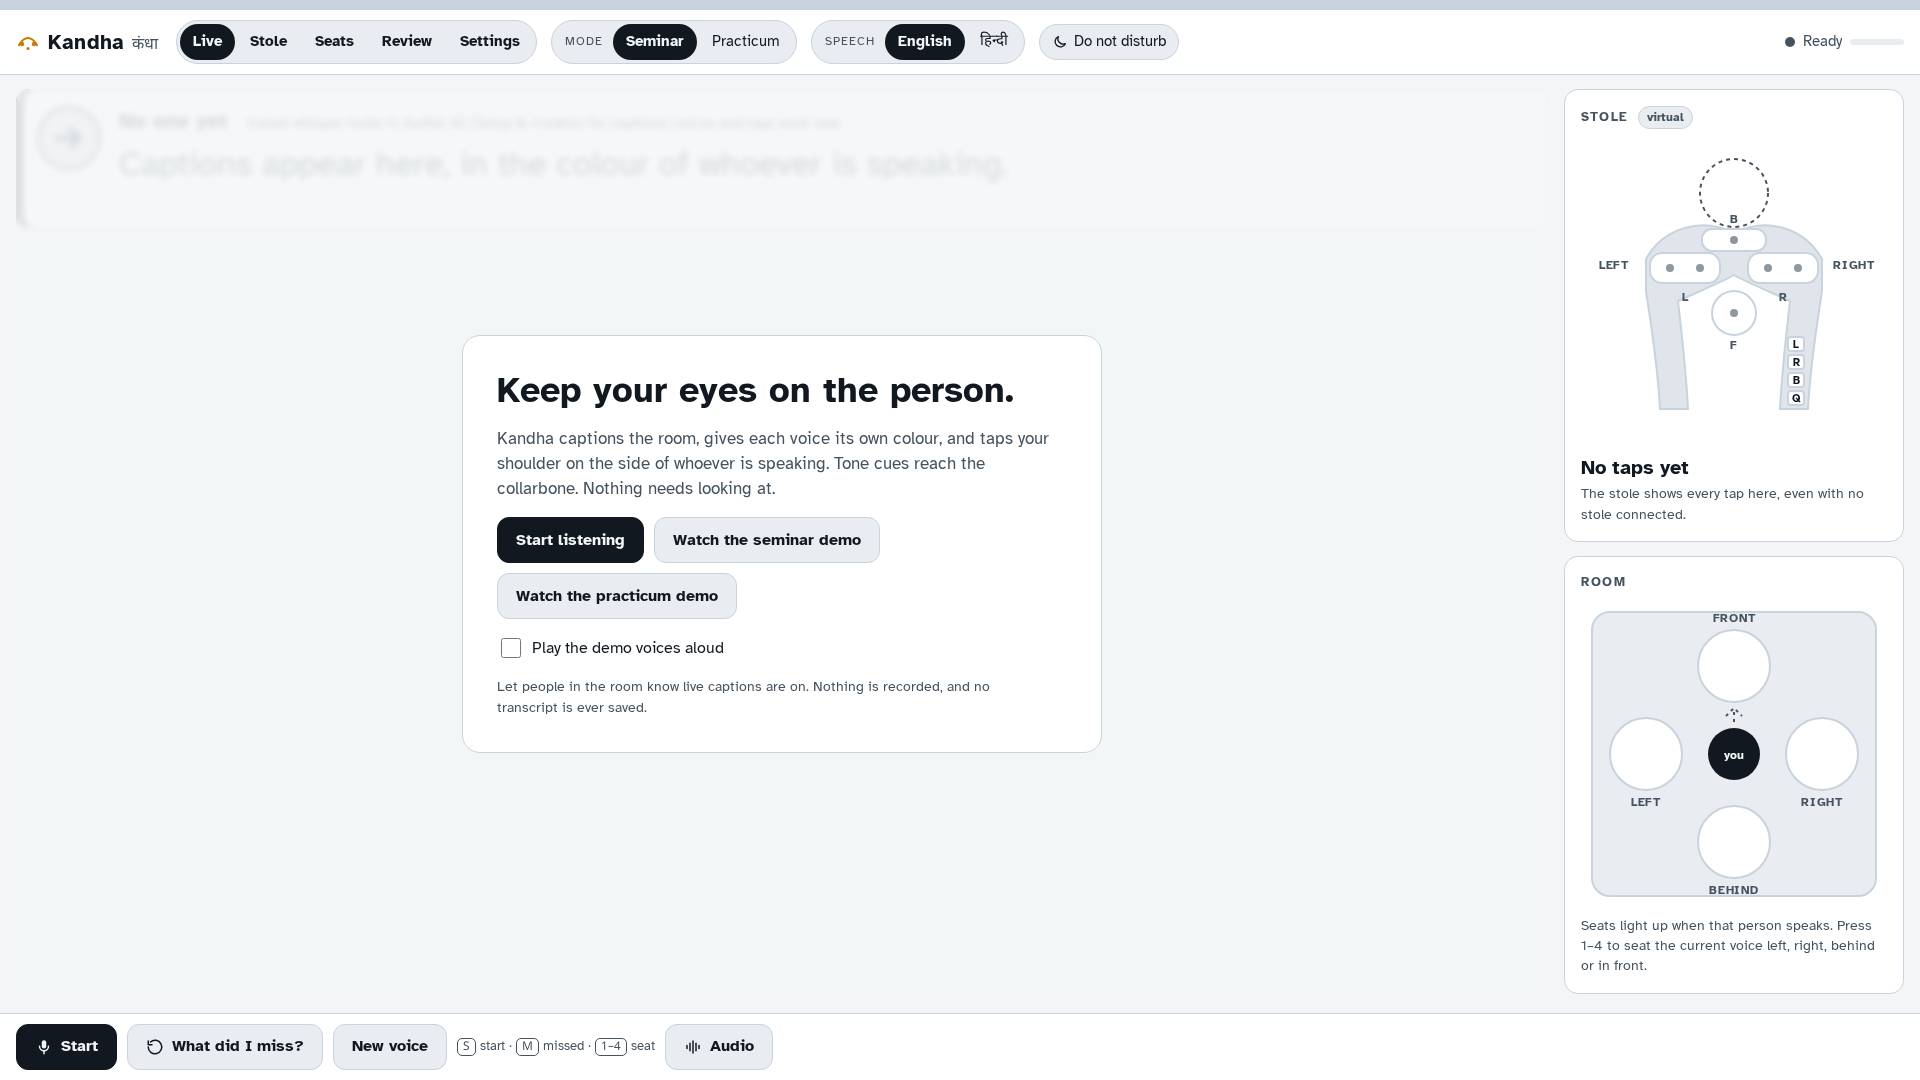 Kandha कंधा
Live Stole Seats Review Settings
MODE Seminar Practicum
SPEECH English हिन्दी
Do not disturb
Ready
No one yet
Captions appear here, in the colour of whoever is speaking.
Keep your eyes on the person.
Kandha captions the room, gives each voice its own colour, and taps your
shoulder on the side of whoever is speaking. Tone cues reach the
collarbone. Nothing needs looking at.
Start listening Watch the seminar demo
Watch the practicum demo
Play the demo voices aloud
Let people in the room know live captions are on. Nothing is recorded, and no
transcript is ever saved.
STOLE virtual
B
LEFT RIGHT
L R
F
L
R
B
Q
No taps yet
The stole shows every tap here, even with no
stole connected.
ROOM
FRONT
you
LEFT RIGHT
BEHIND
Seats light up when that person speaks. Press
1–4 to seat the current voice left, right, behind
or in front.
Start What did I miss? New voice S start · M missed · 1–4 seat Audio